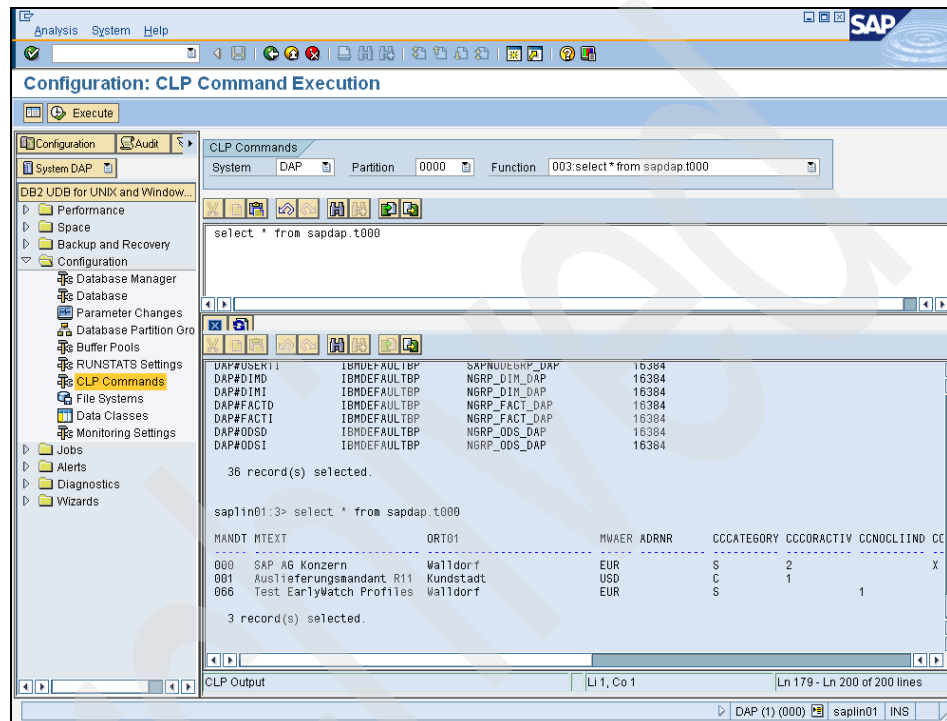 Analysis System Help
SAP
Configuration: CLP Command Execution
Execute
Configuration Audit
System DAP
DB2 UDB for UNIX and Window...
Performance
Space
Backup and Recovery
Configuration
Database Manager
Database
Parameter Changes
Database Partition Gro
Buffer Pools
RUNSTATS Settings
CLP Commands
File Systems
Data Classes
Monitoring Settings
Jobs
Alerts
Diagnostics
Wizards
CLP Commands
System DAP Partition 0000 Function 003:select * from sapdap.t000
select * from sapdap.t000
DAP#USER1I IBMDEFAULTBP SAPNODEGRP_DAP 16384
DAP#DIMD IBMDEFAULTBP NGRP_DIM_DAP 16384
DAP#DIMI IBMDEFAULTBP NGRP_DIM_DAP 16384
DAP#FACTD IBMDEFAULTBP NGRP_FACT_DAP 16384
DAP#FACTI IBMDEFAULTBP NGRP_FACT_DAP 16384
DAP#ODSD IBMDEFAULTBP NGRP_ODS_DAP 16384
DAP#ODSI IBMDEFAULTBP NGRP_ODS_DAP 16384
36 record(s) selected.
saplin01:3> select * from sapdap.t000
MANDT MTEXT ORT01 MWAER ADRNR CCCATEGORY CCCORACTIV CCNOCLIIND CC
000 SAP AG Konzern Walldorf EUR S 2 X
001 Auslieferungsmandant R11 Kundstadt USD C 1
066 Test EarlyWatch Profiles Walldorf EUR S 1
3 record(s) selected.
CLP Output Li 1, Co 1 Ln 179 - Ln 200 of 200 lines
DAP (1) (000) saplin01 INS